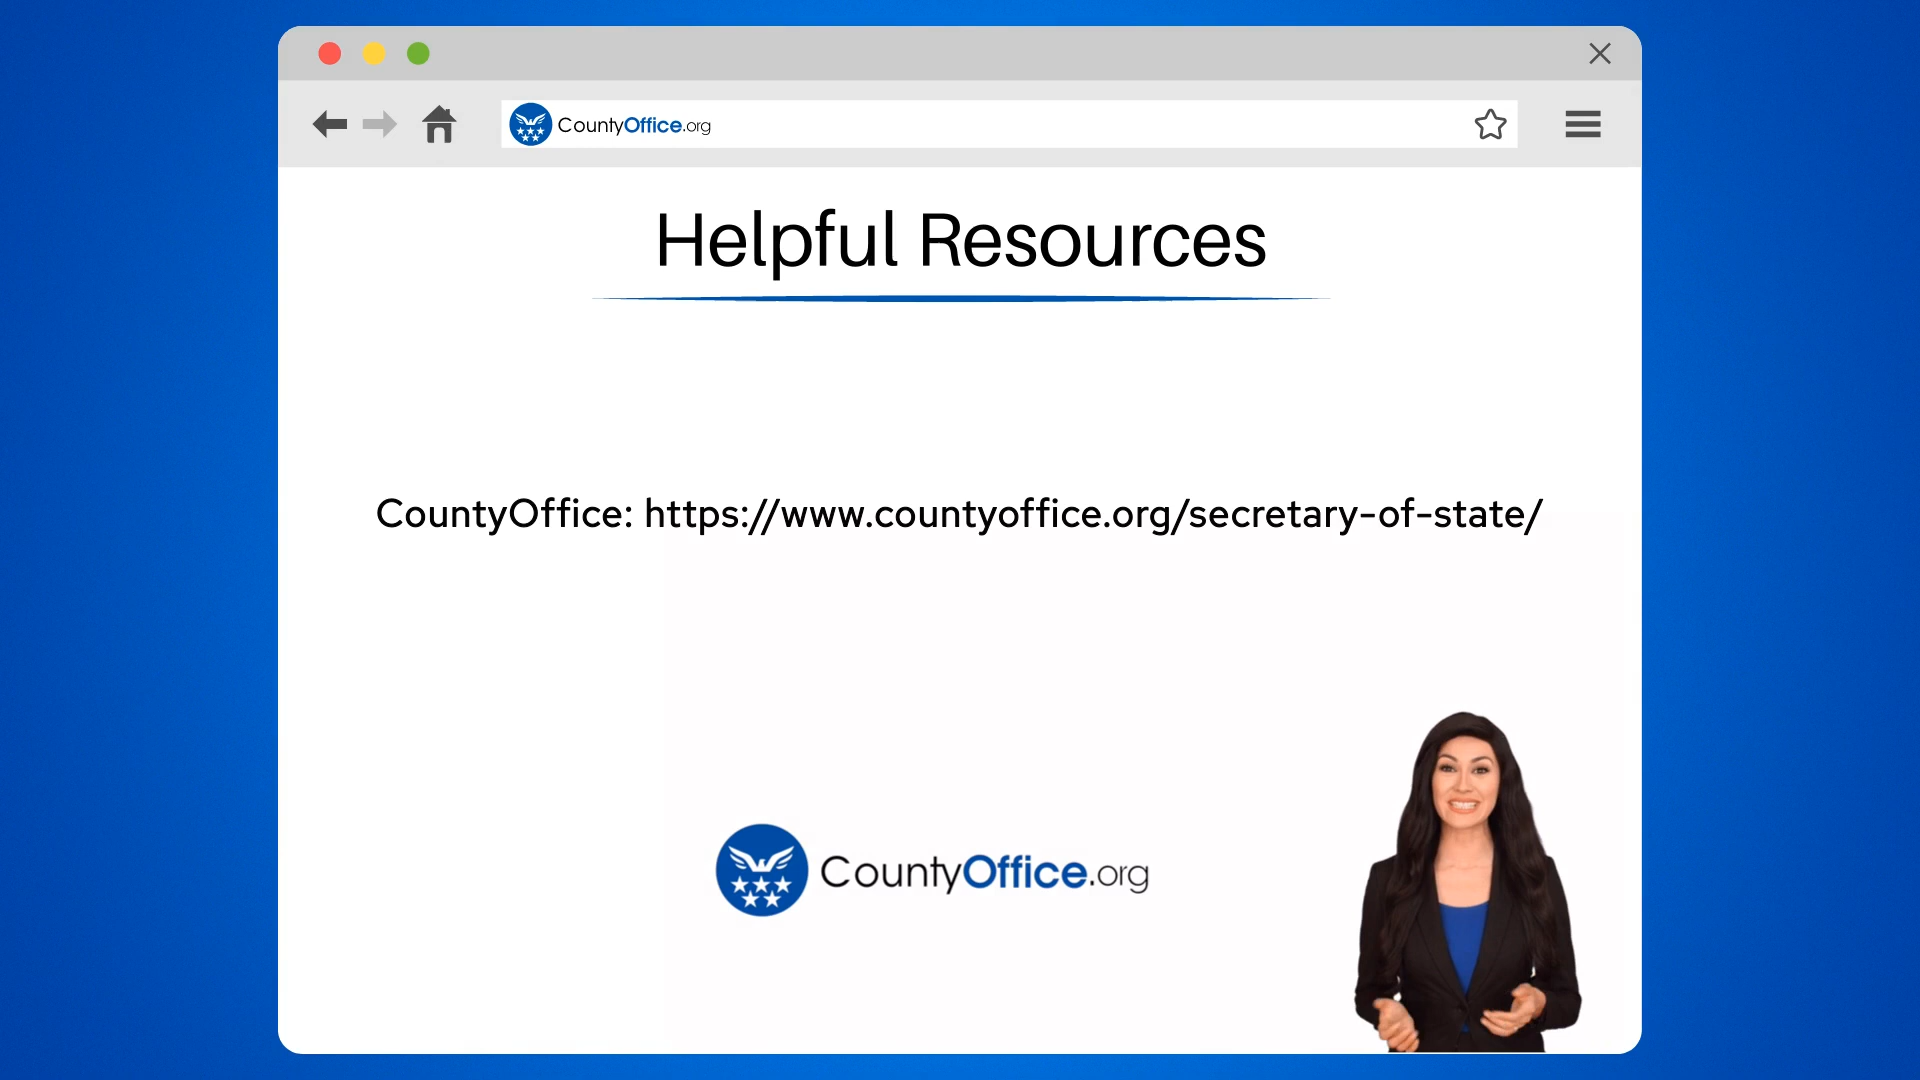 CountyOffice.org
Helpful Resources
CountyOffice: https://www.countyoffice.org/secretary-of-state/
CountyOffice.org